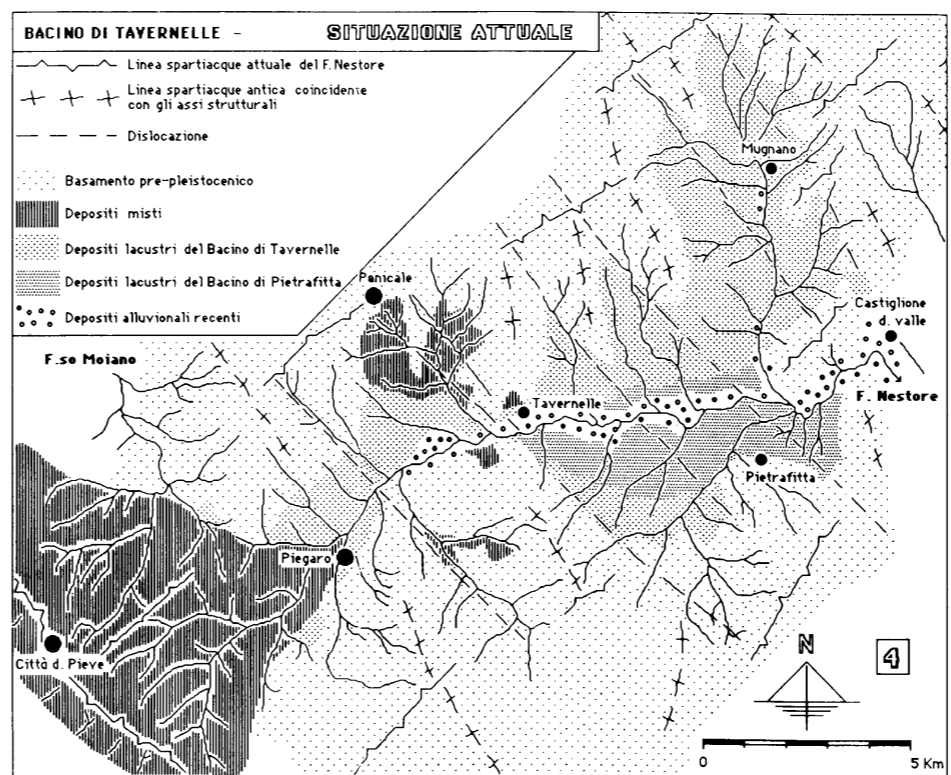 BACINO DI TAVERNELLE - SITUAZIONE ATTUALE
Linea spartiacque attuale del F. Nestore
Linea spartiacque antica coincidente
con gli assi strutturali
Dislocazione
Basamento pre-pleistocenico
Depositi misti
Depositi lacustri del Bacino di Tavernelle
Depositi lacustri del Bacino di Pietrafitta
Depositi alluvionali recenti
Mugnano
Panicale
Castiglione
d. valle
F.so Moiano
F. Nestore
Tavernelle
Pietrafitta
Piegaro
Città d. Pieve
N
4
0
5 Km